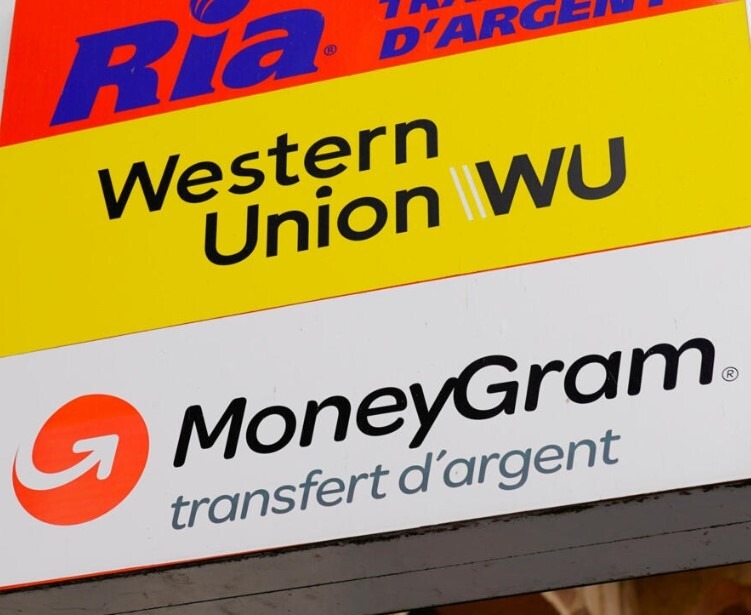 Ria®
D'ARGENT
Western
Union WU
MoneyGram®
transfert d'argent